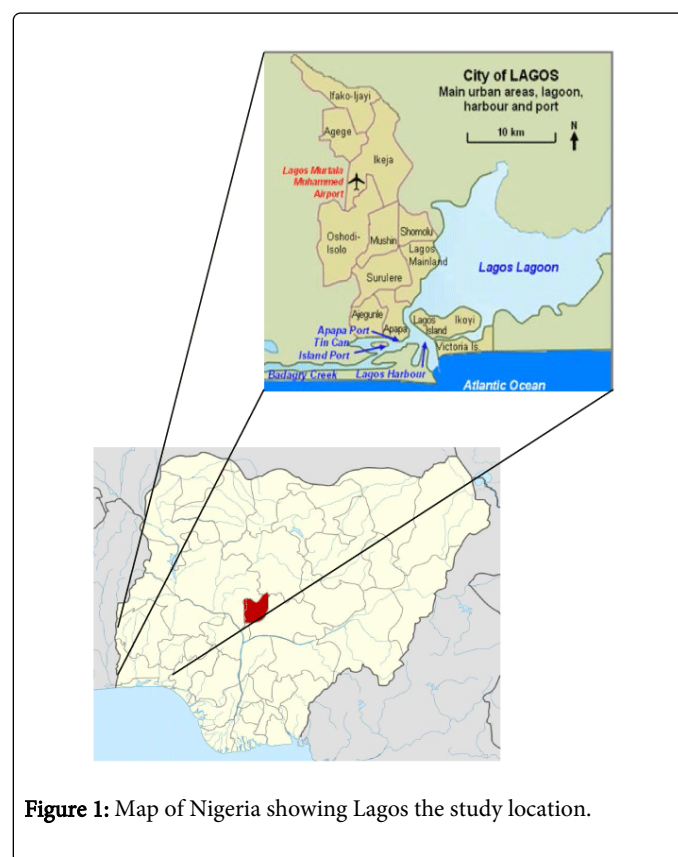 City of LAGOS
Main urban areas, lagoon,
harbour and port
10 km
N
Ifako-Ijayi
Agege
Ikeja
Lagos Murtala
Muhammed
Airport
Oshodi-
Isolo
Mushin
Shomolu
Lagos
Mainland
Surulere
Lagos Lagoon
Ajegunle
Apapa
Lagos
Island
Ikoyi
Apapa Port
Tin Can
Island Port
Victoria Is.
Badagry Creek
Lagos Harbour
Atlantic Ocean
Figure 1: Map of Nigeria showing Lagos the study location.